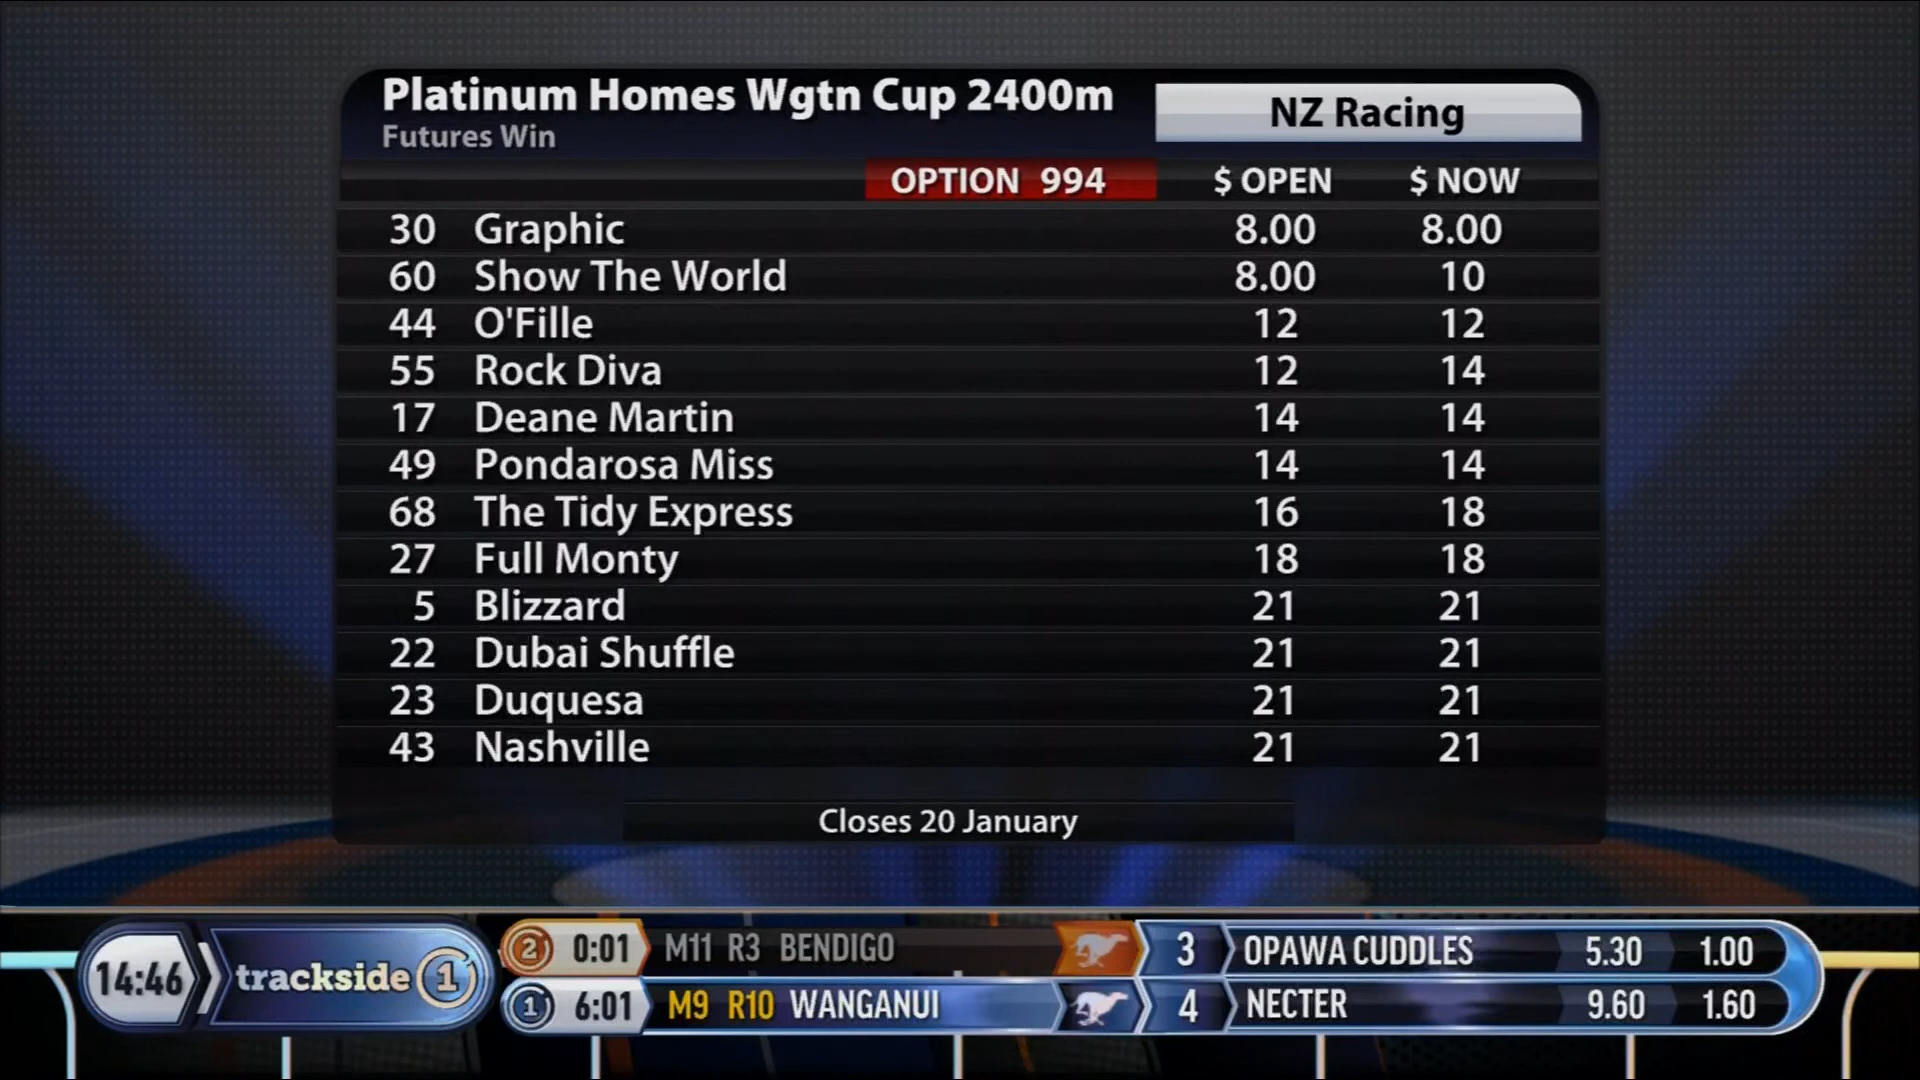 Platinum Homes Wgtn Cup 2400m
Futures Win
NZ Racing
OPTION 994 $ OPEN $ NOW
30 Graphic 8.00 8.00
60 Show The World 8.00 10
44 O'Fille 12 12
55 Rock Diva 12 14
17 Deane Martin 14 14
49 Pondarosa Miss 14 14
68 The Tidy Express 16 18
27 Full Monty 18 18
5 Blizzard 21 21
22 Dubai Shuffle 21 21
23 Duquesa 21 21
43 Nashville 21 21
Closes 20 January
14:46 trackside 1
2 0:01 M11 R3 BENDIGO 3 OPAWA CUDDLES 5.30 1.00
1 6:01 M9 R10 WANGANUI 4 NECTER 9.60 1.60